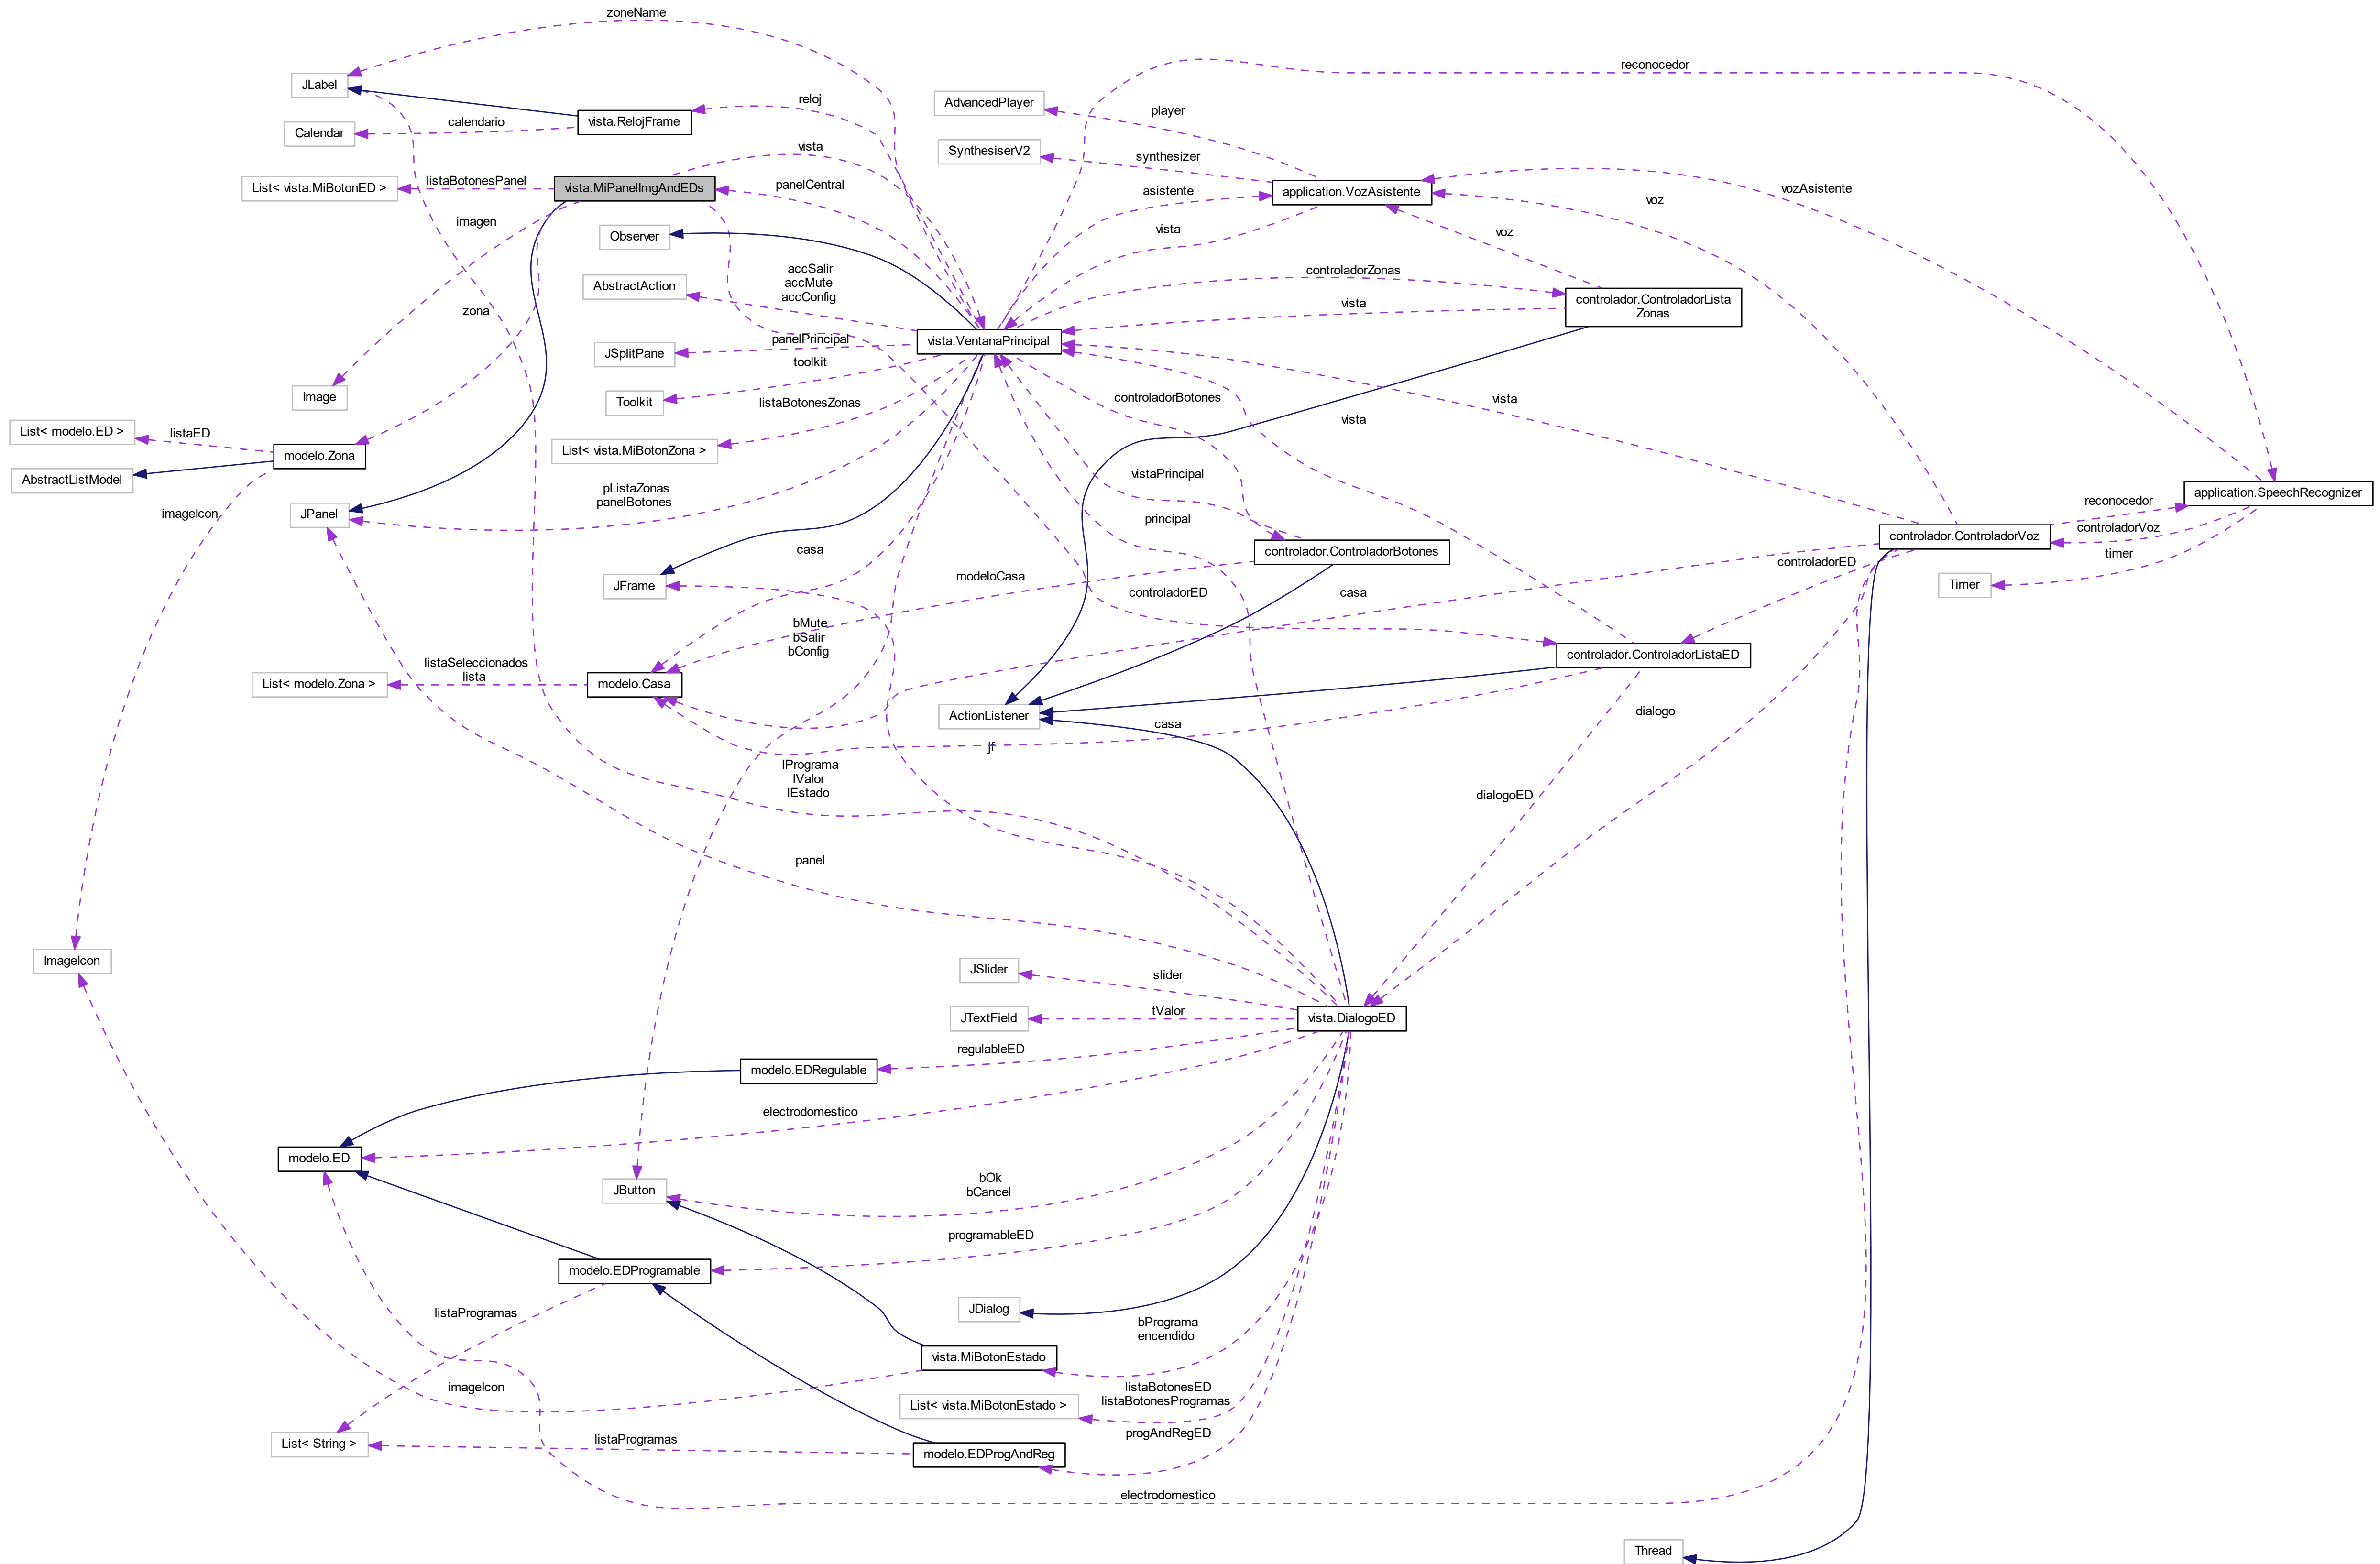 zoneName
reconocedor
JLabel
reloj
AdvancedPlayer
player
calendario
vista.RelojFrame
Calendar
vista
SynthesiserV2
synthesizer
List< vista.MiBotonED >
listaBotonesPanel
vista.MiPanelImgAndEDs
panelCentral
asistente
application.VozAsistente
vozAsistente
voz
imagen
Observer
vista
voz
accSalir
accMute
accConfig
AbstractAction
controladorZonas
controlador.ControladorLista
Zonas
vista
zona
panelPrincipal
vista.VentanaPrincipal
JSplitPane
toolkit
Toolkit
Image
listaBotonesZonas
controladorBotones
vista
vista
List< modelo.ED >
listaED
modelo.Zona
List< vista.MiBotonZona >
AbstractListModel
vistaPrincipal
pListaZonas
panelBotones
imageIcon
JPanel
principal
application.SpeechRecognizer
reconocedor
controladorVoz
controlador.ControladorVoz
casa
controlador.ControladorBotones
timer
controladorED
modeloCasa
JFrame
controladorED
casa
Timer
bMute
bSalir
bConfig
listaSeleccionados
lista
List< modelo.Zona >
modelo.Casa
controlador.ControladorListaED
ActionListener
casa
dialogo
jf
lPrograma
lValor
lEstado
dialogoED
panel
ImageIcon
JSlider
slider
JTextField
tValor
vista.DialogoED
regulableED
modelo.EDRegulable
electrodomestico
modelo.ED
JButton
bOk
bCancel
programableED
modelo.EDProgramable
listaProgramas
JDialog
bPrograma
encendido
vista.MiBotonEstado
imageIcon
listaBotonesED
listaBotonesProgramas
List< vista.MiBotonEstado >
progAndRegED
List< String >
listaProgramas
modelo.EDProgAndReg
electrodomestico
Thread